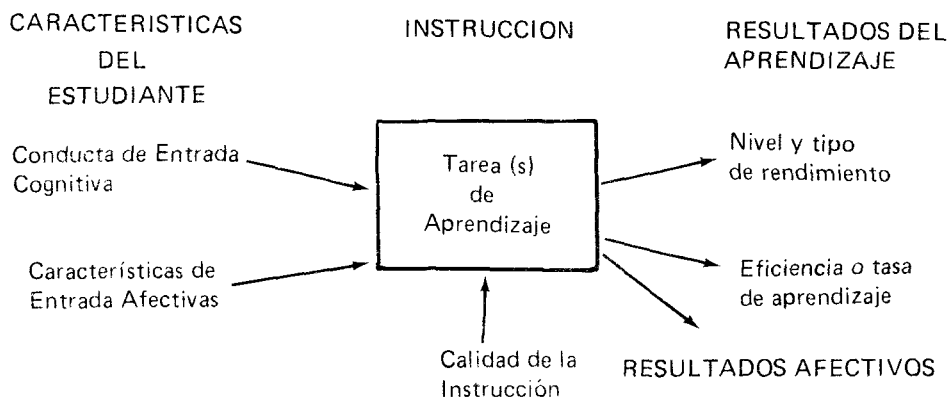 CARACTERISTICAS
DEL
ESTUDIANTE
Conducta de Entrada
Cognitiva
Características de
Entrada Afectivas
INSTRUCCION
Tarea (s)
de
Aprendizaje
Calidad de la
Instrucción
RESULTADOS DEL
APRENDIZAJE
Nivel y tipo
de rendimiento
Eficiencia o tasa
de aprendizaje
RESULTADOS AFECTIVOS